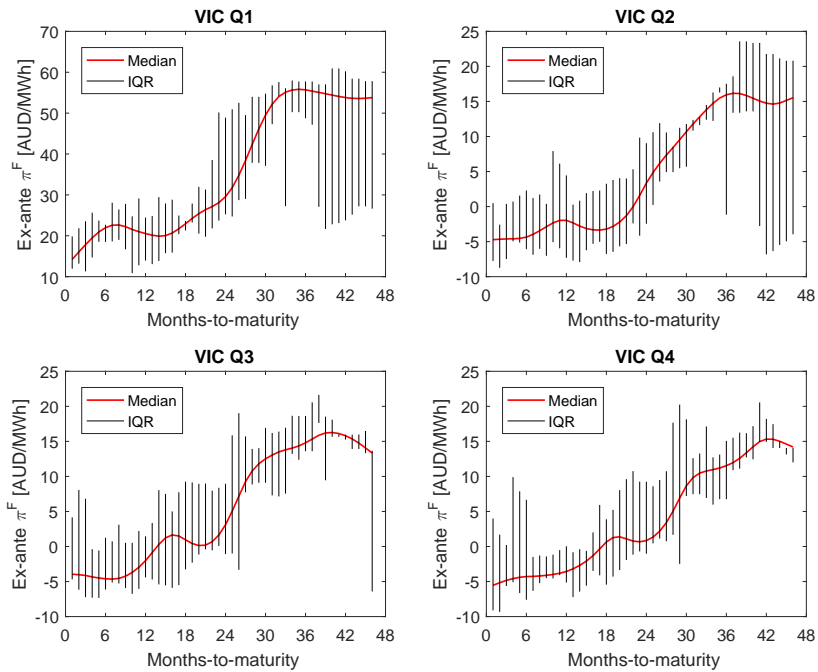 VIC Q1
Ex-ante π^F [AUD/MWh]
70
60
50
40
30
20
10
Median
IQR
0 6 12 18 24 30 36 42 48
Months-to-maturity
VIC Q2
Ex-ante π^F [AUD/MWh]
25
20
15
10
5
0
-5
-10
Median
IQR
0 6 12 18 24 30 36 42 48
Months-to-maturity
VIC Q3
Ex-ante π^F [AUD/MWh]
25
20
15
10
5
0
-5
-10
Median
IQR
0 6 12 18 24 30 36 42 48
Months-to-maturity
VIC Q4
Ex-ante π^F [AUD/MWh]
25
20
15
10
5
0
-5
-10
Median
IQR
0 6 12 18 24 30 36 42 48
Months-to-maturity